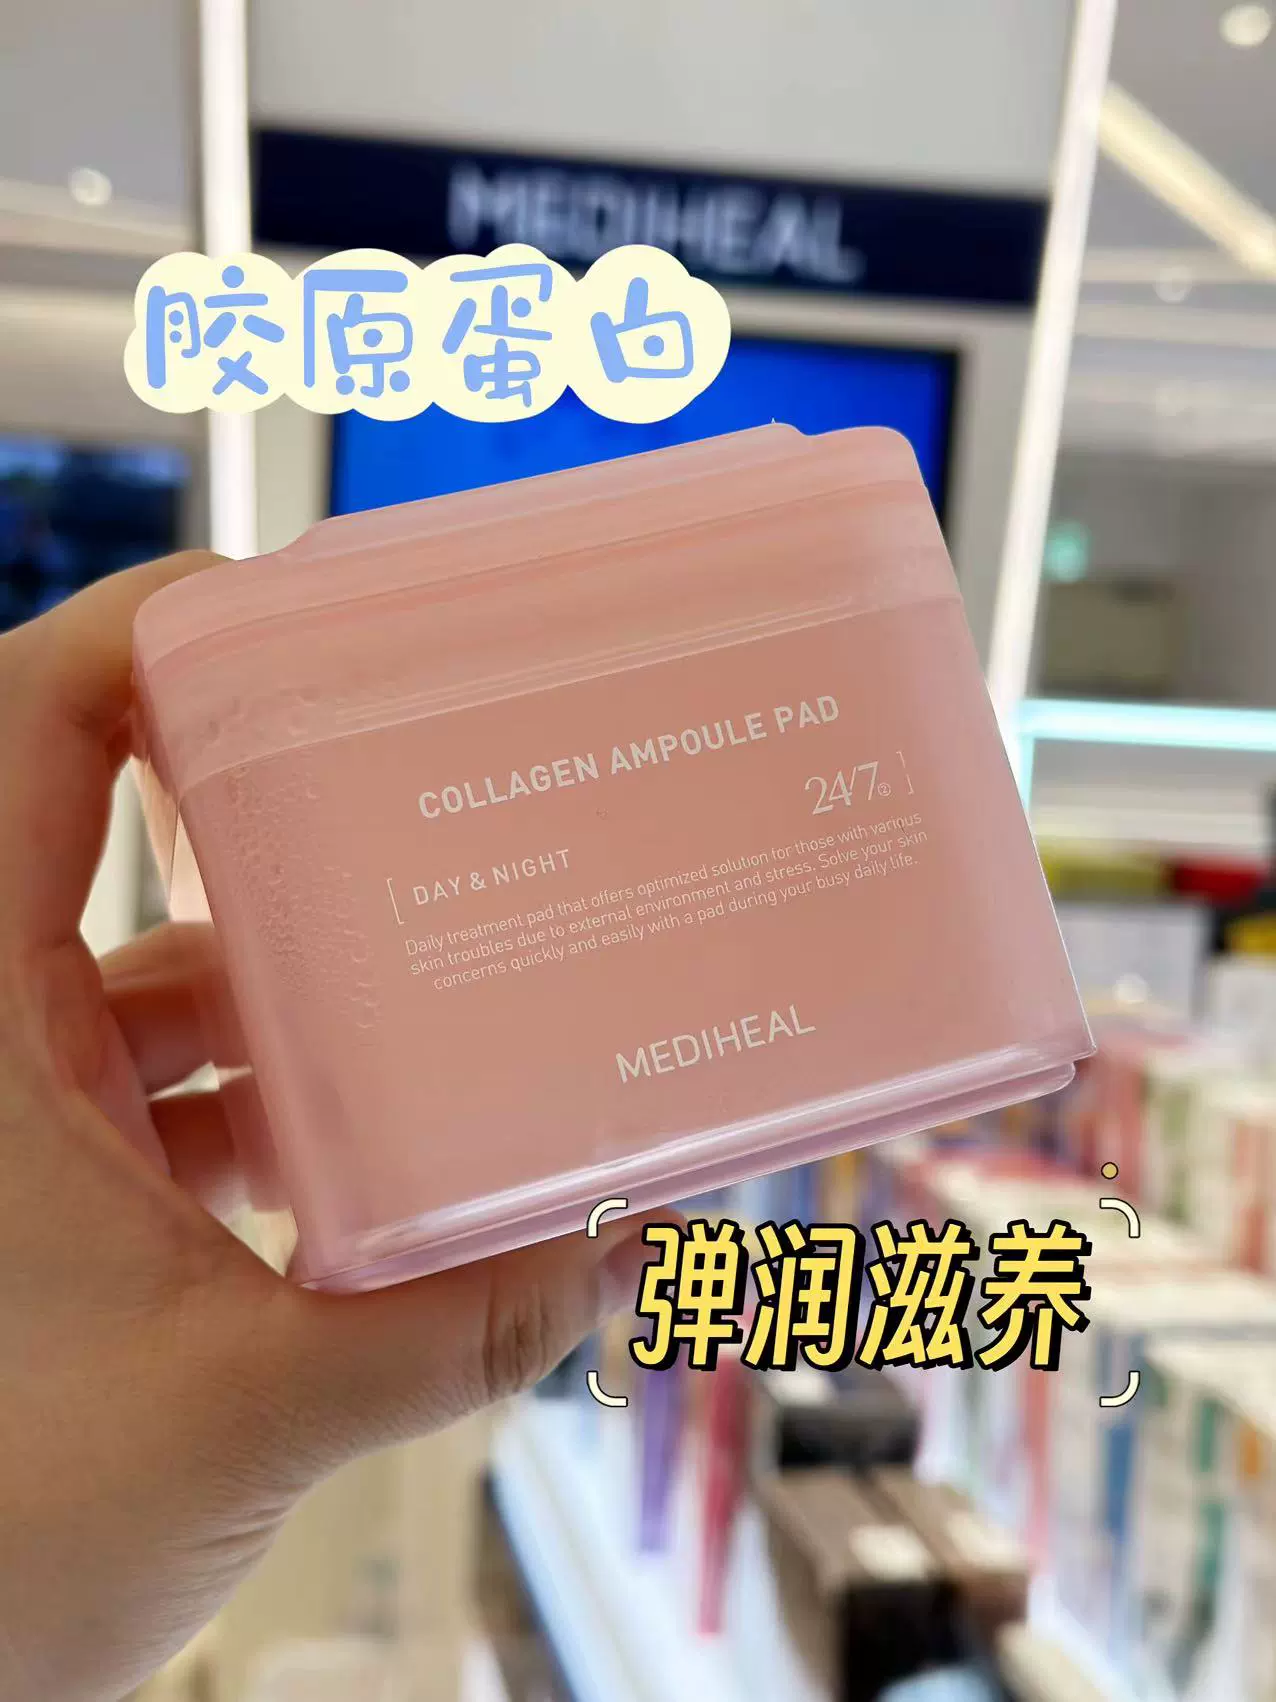 MEDIHEAL
胶原蛋白
COLLAGEN AMPOULE PAD
[ DAY & NIGHT
24/7② ]
Daily treatment pad that offers optimized solution for those with various
skin troubles due to external environment and stress. Solve your skin
concerns quickly and easily with a pad during your busy daily life.
MEDIHEAL
弹润滋养